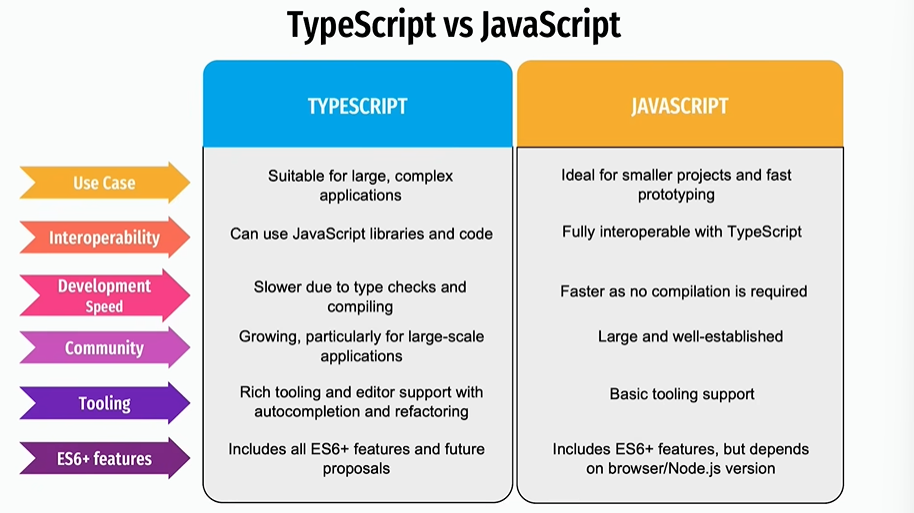 TypeScript vs JavaScript
TYPESCRIPT
JAVASCRIPT
Use Case
Suitable for large, complex
applications
Ideal for smaller projects and fast
prototyping
Interoperability
Can use JavaScript libraries and code
Fully interoperable with TypeScript
Development
Speed
Slower due to type checks and
compiling
Faster as no compilation is required
Community
Growing, particularly for large-scale
applications
Large and well-established
Tooling
Rich tooling and editor support with
autocompletion and refactoring
Basic tooling support
ES6+ features
Includes all ES6+ features and future
proposals
Includes ES6+ features, but depends
on browser/Node.js version